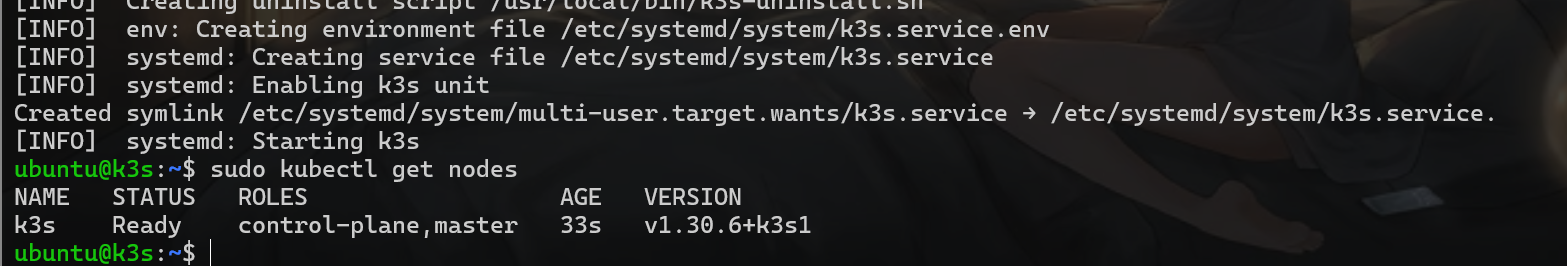 [INFO]  Creating uninstall script /usr/local/bin/k3s-uninstall.sh
[INFO]  env: Creating environment file /etc/systemd/system/k3s.service.env
[INFO]  systemd: Creating service file /etc/systemd/system/k3s.service
[INFO]  systemd: Enabling k3s unit
Created symlink /etc/systemd/system/multi-user.target.wants/k3s.service → /etc/systemd/system/k3s.service.
[INFO]  systemd: Starting k3s
ubuntu@k3s:~$ sudo kubectl get nodes
NAME   STATUS   ROLES                  AGE   VERSION
k3s    Ready    control-plane,master   33s   v1.30.6+k3s1
ubuntu@k3s:~$